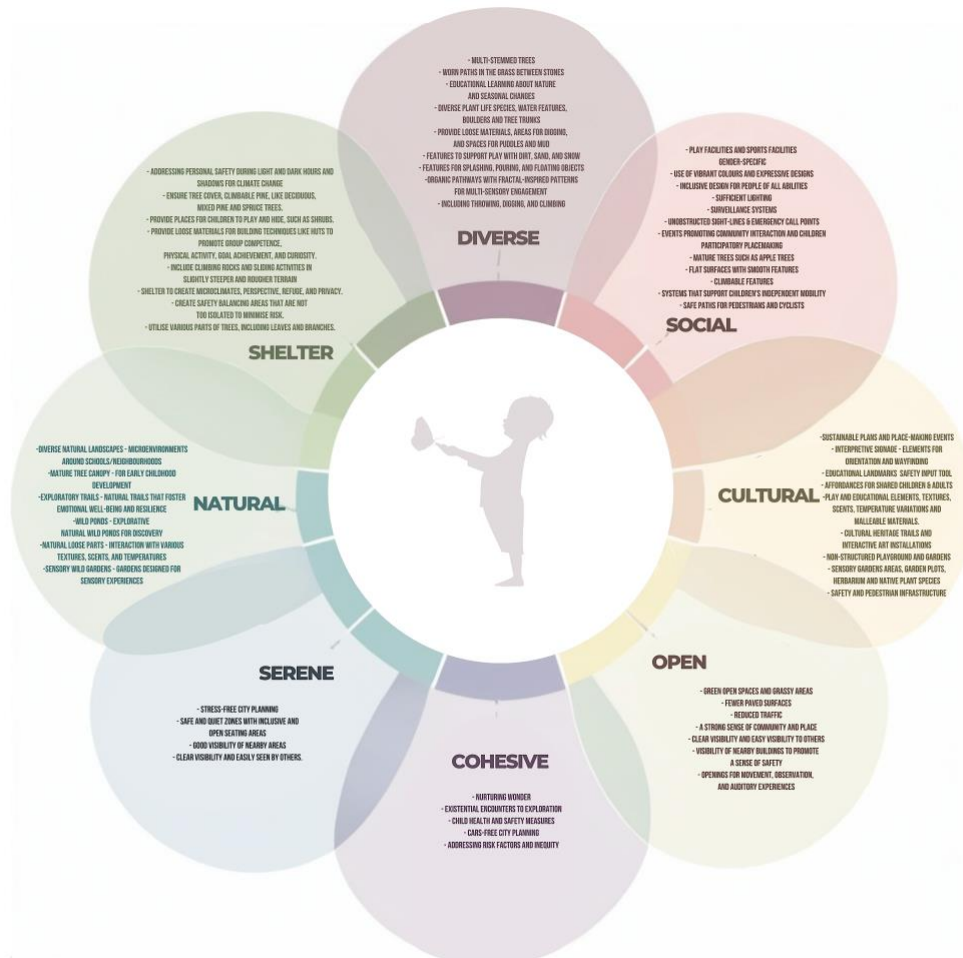 - MULTI-STEMMED TREES
- WORN PATHS IN THE GRASS BETWEEN STONES
- EDUCATIONAL LEARNING ABOUT NATURE
AND SEASONAL CHANGES
- DIVERSE PLANT LIFE SPECIES, WATER FEATURES,
BOULDERS AND TREE TRUNKS
- PROVIDE LOOSE MATERIALS, AREAS FOR DIGGING,
AND SPACES FOR PUDDLES AND MUD
- FEATURES TO SUPPORT PLAY WITH DIRT, SAND, AND SNOW
- FEATURES FOR SPLASHING, POURING, AND FLOATING OBJECTS
-ORGANIC PATHWAYS WITH FRACTAL-INSPIRED PATTERNS
FOR MULTI-SENSORY ENGAGEMENT
- INCLUDING THROWING, DIGGING, AND CLIMBING
DIVERSE
- PLAY FACILITIES AND SPORTS FACILITIES
GENDER-SPECIFIC
- USE OF VIBRANT COLOURS AND EXPRESSIVE DESIGNS
- INCLUSIVE DESIGN FOR PEOPLE OF ALL ABILITIES
- SUFFICIENT LIGHTING
- SURVEILLANCE SYSTEMS
- UNOBSTRUCTED SIGHT-LINES & EMERGENCY CALL POINTS
- EVENTS PROMOTING COMMUNITY INTERACTION AND CHILDREN
PARTICIPATORY PLACEMAKING
- MATURE TREES SUCH AS APPLE TREES
- FLAT SURFACES WITH SMOOTH FEATURES
- CLIMBABLE FEATURES
- SYSTEMS THAT SUPPORT CHILDREN'S INDEPENDENT MOBILITY
- SAFE PATHS FOR PEDESTRIANS AND CYCLISTS
SOCIAL
-SUSTAINABLE PLANS AND PLACE-MAKING EVENTS
- INTERPRETIVE SIGNAGE - ELEMENTS FOR
ORIENTATION AND WAYFINDING
- EDUCATIONAL LANDMARKS SAFETY INPUT TOOL
- AFFORDANCES FOR SHARED CHILDREN & ADULTS
-PLAY AND EDUCATIONAL ELEMENTS, TEXTURES,
SCENTS, TEMPERATURE VARIATIONS AND
MALLEABLE MATERIALS.
- CULTURAL HERITAGE TRAILS AND
INTERACTIVE ART INSTALLATIONS
- NON-STRUCTURED PLAYGROUND AND GARDENS
- SENSORY GARDENS AREAS, GARDEN PLOTS,
HERBARIUM AND NATIVE PLANT SPECIES
- SAFETY AND PEDESTRIAN INFRASTRUCTURE
CULTURAL
OPEN
- GREEN OPEN SPACES AND GRASSY AREAS
- FEWER PAVED SURFACES
- REDUCED TRAFFIC
- A STRONG SENSE OF COMMUNITY AND PLACE
- CLEAR VISIBILITY AND EASY VISIBILITY TO OTHERS
- VISIBILITY OF NEARBY BUILDINGS TO PROMOTE
A SENSE OF SAFETY
- OPENINGS FOR MOVEMENT, OBSERVATION,
AND AUDITORY EXPERIENCES
COHESIVE
- NURTURING WONDER
- EXISTENTIAL ENCOUNTERS TO EXPLORATION
- CHILD HEALTH AND SAFETY MEASURES
- CARS-FREE CITY PLANNING
- ADDRESSING RISK FACTORS AND INEQUITY
SERENE
- STRESS-FREE CITY PLANNING
- SAFE AND QUIET ZONES WITH INCLUSIVE AND
OPEN SEATING AREAS
- GOOD VISIBILITY OF NEARBY AREAS
- CLEAR VISIBILITY AND EASILY SEEN BY OTHERS.
-DIVERSE NATURAL LANDSCAPES - MICROENVIRONMENTS
AROUND SCHOOLS/NEIGHBOURHOODS
-MATURE TREE CANOPY - FOR EARLY CHILDHOOD
DEVELOPMENT
-EXPLORATORY TRAILS - NATURAL TRAILS THAT FOSTER
EMOTIONAL WELL-BEING AND RESILIENCE
-WILD PONDS - EXPLORATIVE
NATURAL WILD PONDS FOR DISCOVERY
-NATURAL LOOSE PARTS - INTERACTION WITH VARIOUS
TEXTURES, SCENTS, AND TEMPERATURES
-SENSORY WILD GARDENS - GARDENS DESIGNED FOR
SENSORY EXPERIENCES
NATURAL
- ADDRESSING PERSONAL SAFETY DURING LIGHT AND DARK HOURS AND
SHADOWS FOR CLIMATE CHANGE
- ENSURE TREE COVER, CLIMBABLE PINE, LIKE DECIDUOUS,
MIXED PINE AND SPRUCE TREES.
- PROVIDE PLACES FOR CHILDREN TO PLAY AND HIDE, SUCH AS SHRUBS.
- PROVIDE LOOSE MATERIALS FOR BUILDING TECHNIQUES LIKE HUTS TO
PROMOTE GROUP COMPETENCE,
PHYSICAL ACTIVITY, GOAL ACHIEVEMENT, AND CURIOSITY.
- INCLUDE CLIMBING ROCKS AND SLIDING ACTIVITIES IN
SLIGHTLY STEEPER AND ROUGHER TERRAIN
- SHELTER TO CREATE MICROCLIMATES, PERSPECTIVE, REFUGE, AND PRIVACY.
- CREATE SAFETY BALANCING AREAS THAT ARE NOT
TOO ISOLATED TO MINIMISE RISK.
- UTILISE VARIOUS PARTS OF TREES, INCLUDING LEAVES AND BRANCHES.
SHELTER